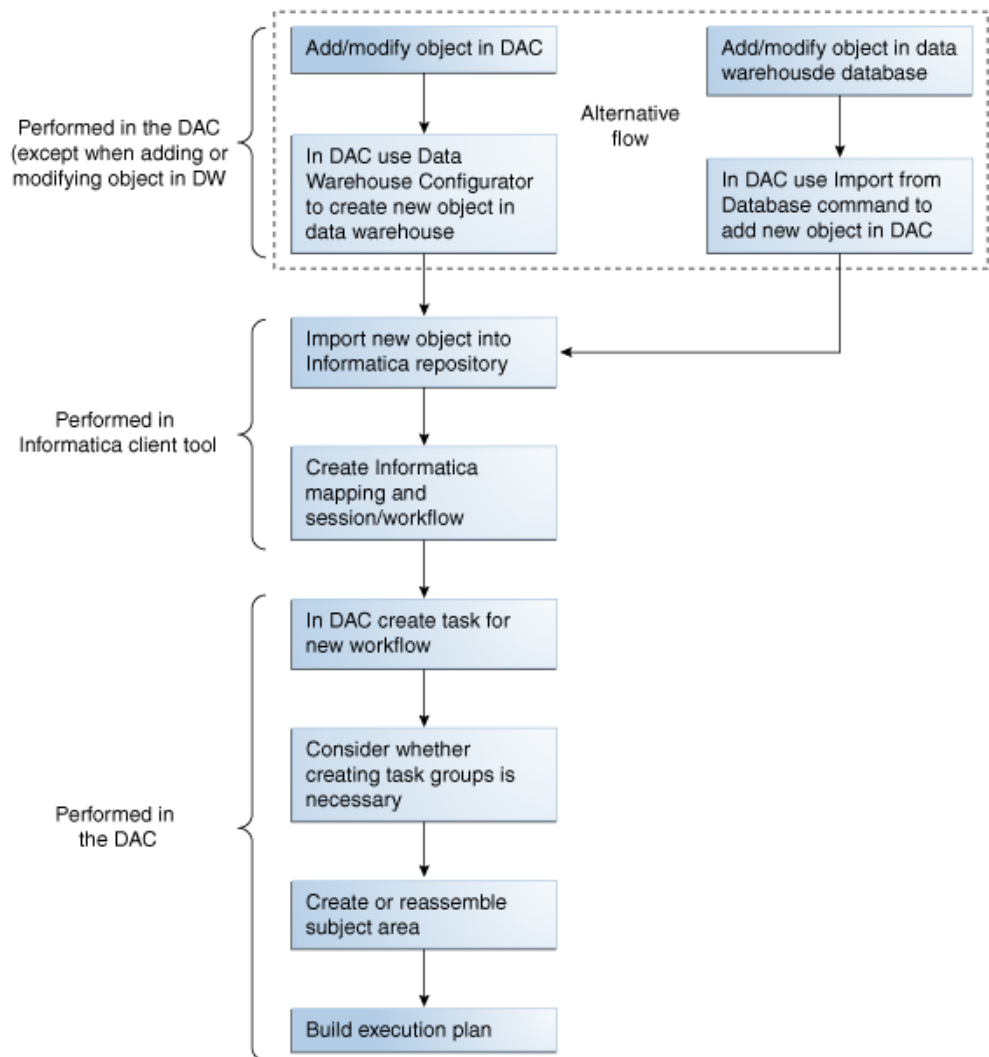 Add/modify object in DAC
Add/modify object in data
warehousde database
Performed in the DAC
(except when adding or
modifying object in DW
Alternative
flow
In DAC use Data
Warehouse Configurator
to create new object in
data warehouse
In DAC use Import from
Database command to
add new object in DAC
Import new object into
Informatica repository
Performed in
Informatica client tool
Create Informatica
mapping and
session/workflow
In DAC create task for
new workflow
Consider whether
creating task groups is
necessary
Performed in
the DAC
Create or reassemble
subject area
Build execution plan